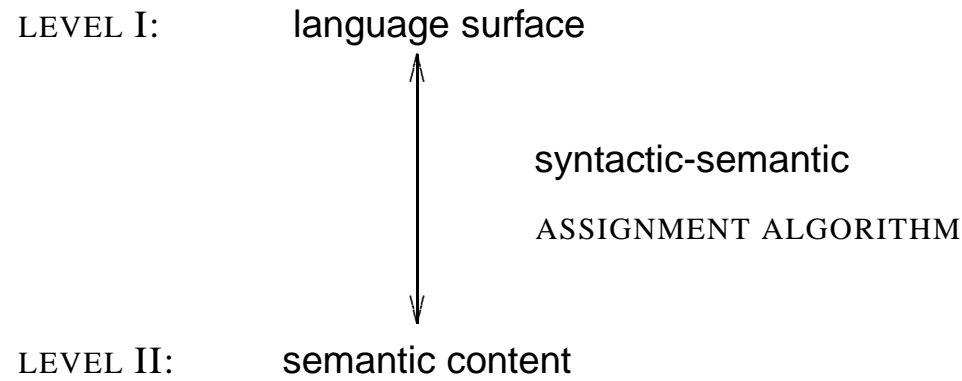 LEVEL I: language surface
syntactic-semantic
ASSIGNMENT ALGORITHM
LEVEL II: semantic content